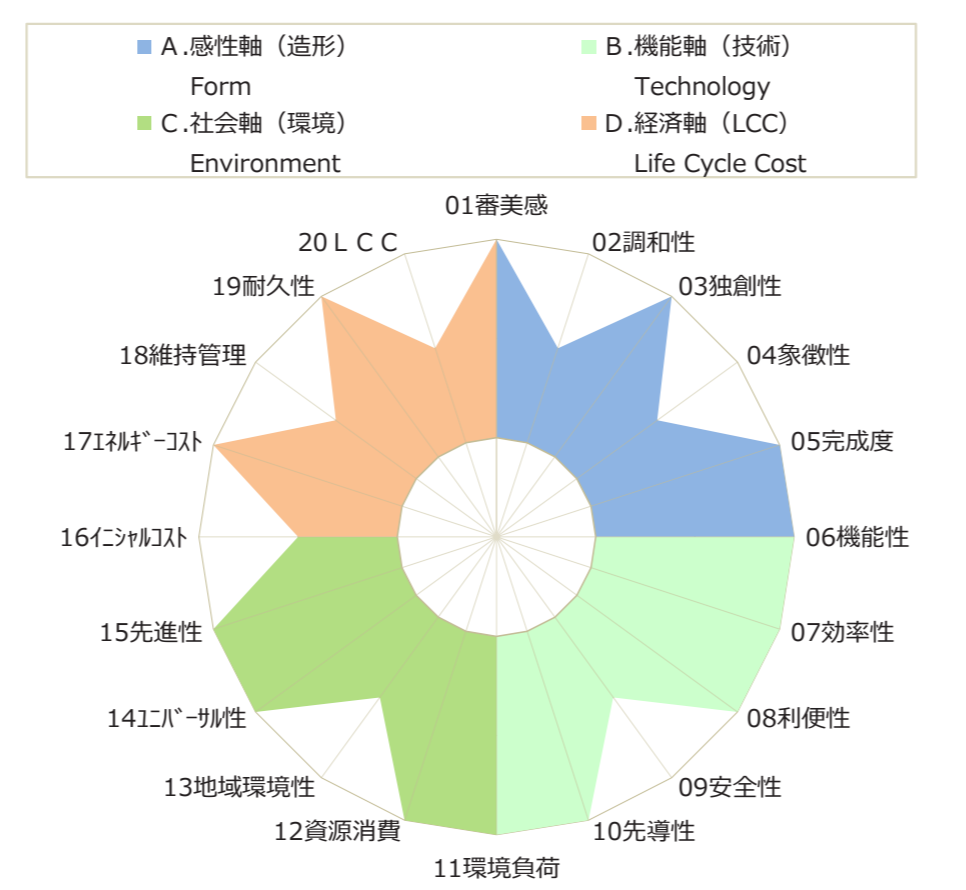 A.感性軸（造形）
Form
B.機能軸（技術）
Technology
C.社会軸（環境）
Environment
D.経済軸（LCC）
Life Cycle Cost
01審美感
02調和性
03独創性
04象徴性
05完成度
06機能性
07効率性
08利便性
09安全性
10先導性
11環境負荷
12資源消費
13地域環境性
14ﾕﾆﾊﾞｰｻﾙ性
15先進性
16ｲﾆｼｬﾙｺｽﾄ
17ｴﾈﾙｷﾞｰｺｽﾄ
18維持管理
19耐久性
20ＬＣＣ